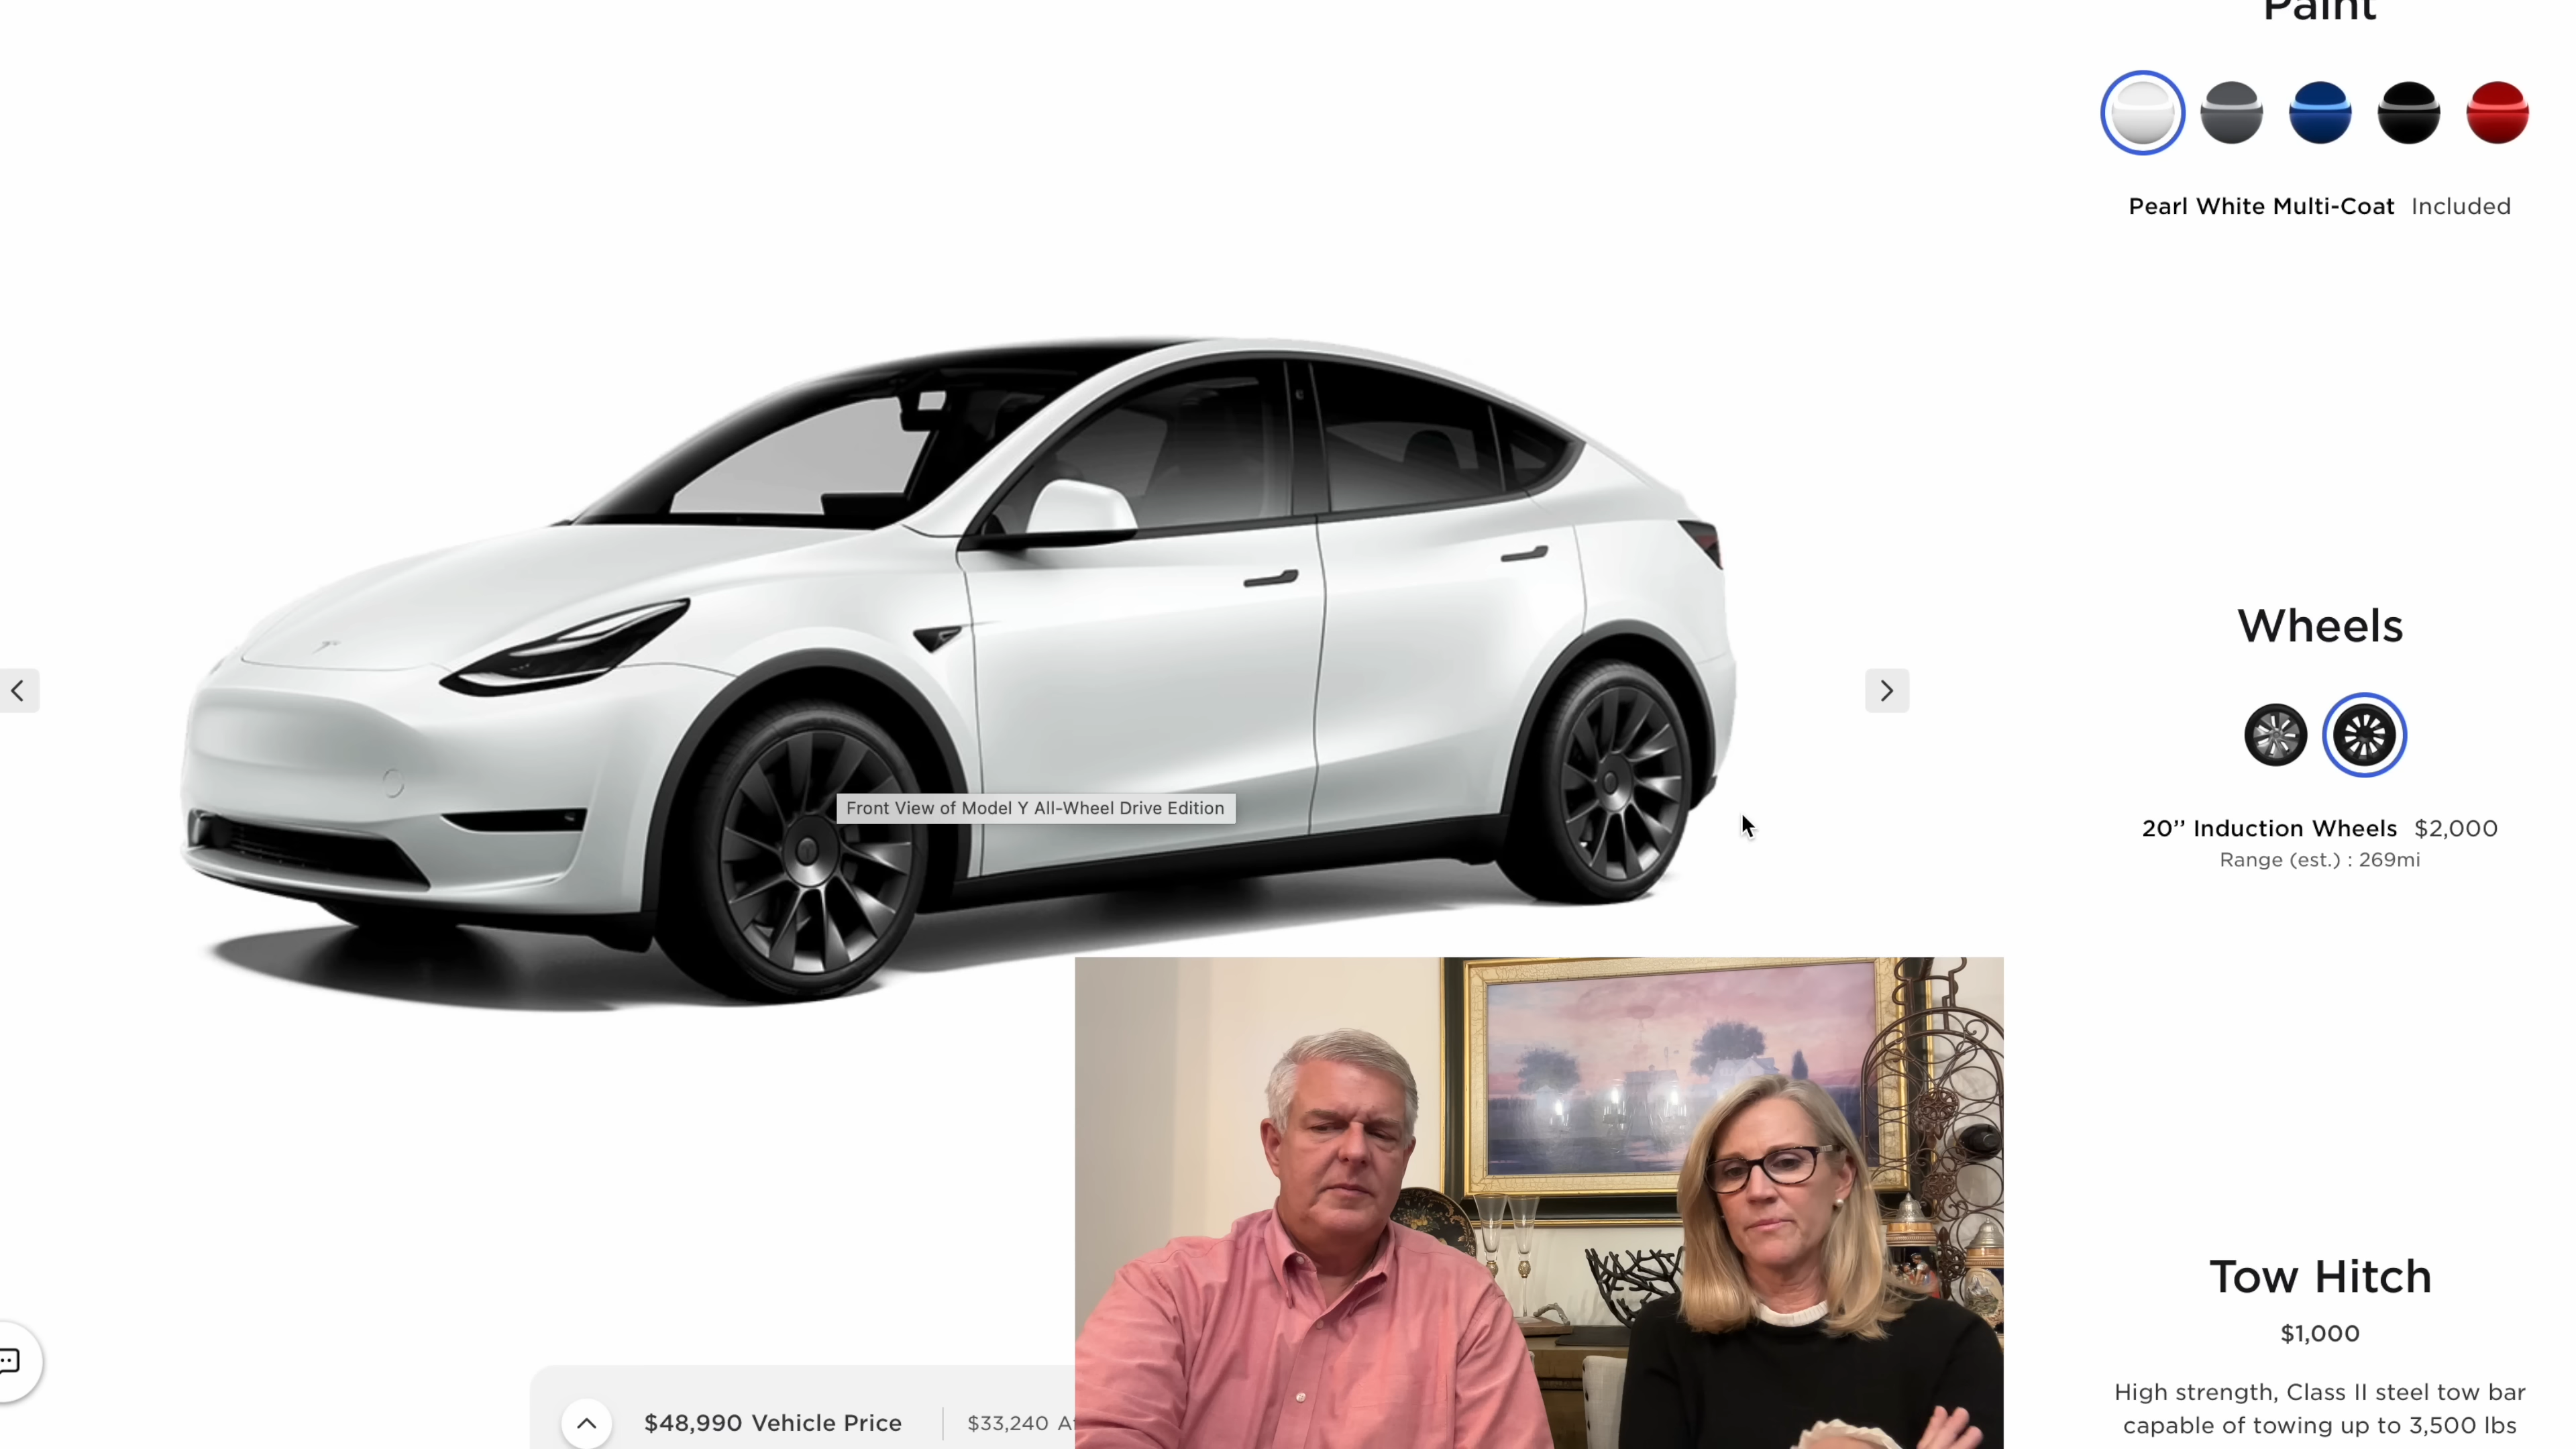 Paint
Pearl White Multi-Coat Included
Front View of Model Y All-Wheel Drive Edition
Wheels
20’’ Induction Wheels $2,000
Range (est.) : 269mi
Tow Hitch
$1,000
High strength, Class II steel tow bar
capable of towing up to 3,500 lbs
$48,990 Vehicle Price
$33,240